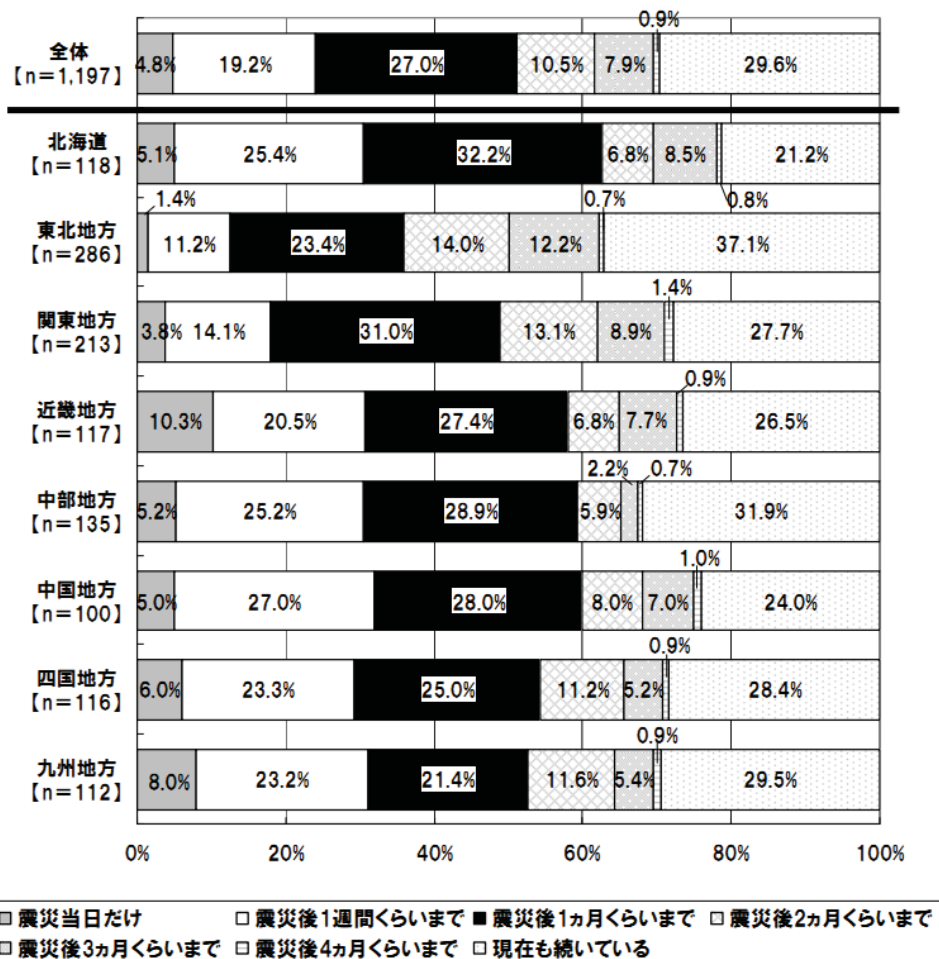 0.9%
全体
【n=1,197】
4.8% 19.2% 27.0% 10.5% 7.9% 29.6%
北海道
【n=118】
5.1% 25.4% 32.2% 6.8% 8.5% 21.2%
1.4% 0.7% 0.8%
東北地方
【n=286】
11.2% 23.4% 14.0% 12.2% 37.1%
1.4%
関東地方
【n=213】
3.8% 14.1% 31.0% 13.1% 8.9% 27.7%
0.9%
近畿地方
【n=117】
10.3% 20.5% 27.4% 6.8% 7.7% 26.5%
2.2% 0.7%
中部地方
【n=135】
5.2% 25.2% 28.9% 5.9% 31.9%
1.0%
中国地方
【n=100】
5.0% 27.0% 28.0% 8.0% 7.0% 24.0%
0.9%
四国地方
【n=116】
6.0% 23.3% 25.0% 11.2% 5.2% 28.4%
0.9%
九州地方
【n=112】
8.0% 23.2% 21.4% 11.6% 5.4% 29.5%
0% 20% 40% 60% 80% 100%
震災当日だけ 震災後1週間くらいまで 震災後1ヵ月くらいまで 震災後2ヵ月くらいまで
震災後3ヵ月くらいまで 震災後4ヵ月くらいまで 現在も続いている